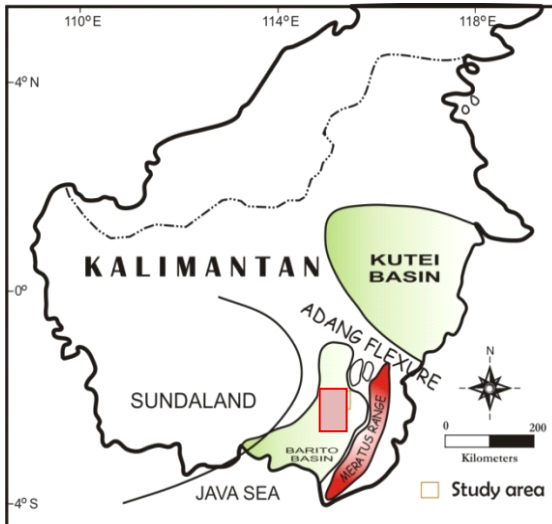 110°E
114°E
118°E
4°N
KALIMANTAN
KUTEI
BASIN
0°
ADANG FLEXURE
SUNDALAND
MERATUS RANGE
BARITO
BASIN
JAVA SEA
4°S
N
0
200
Kilometers
Study area